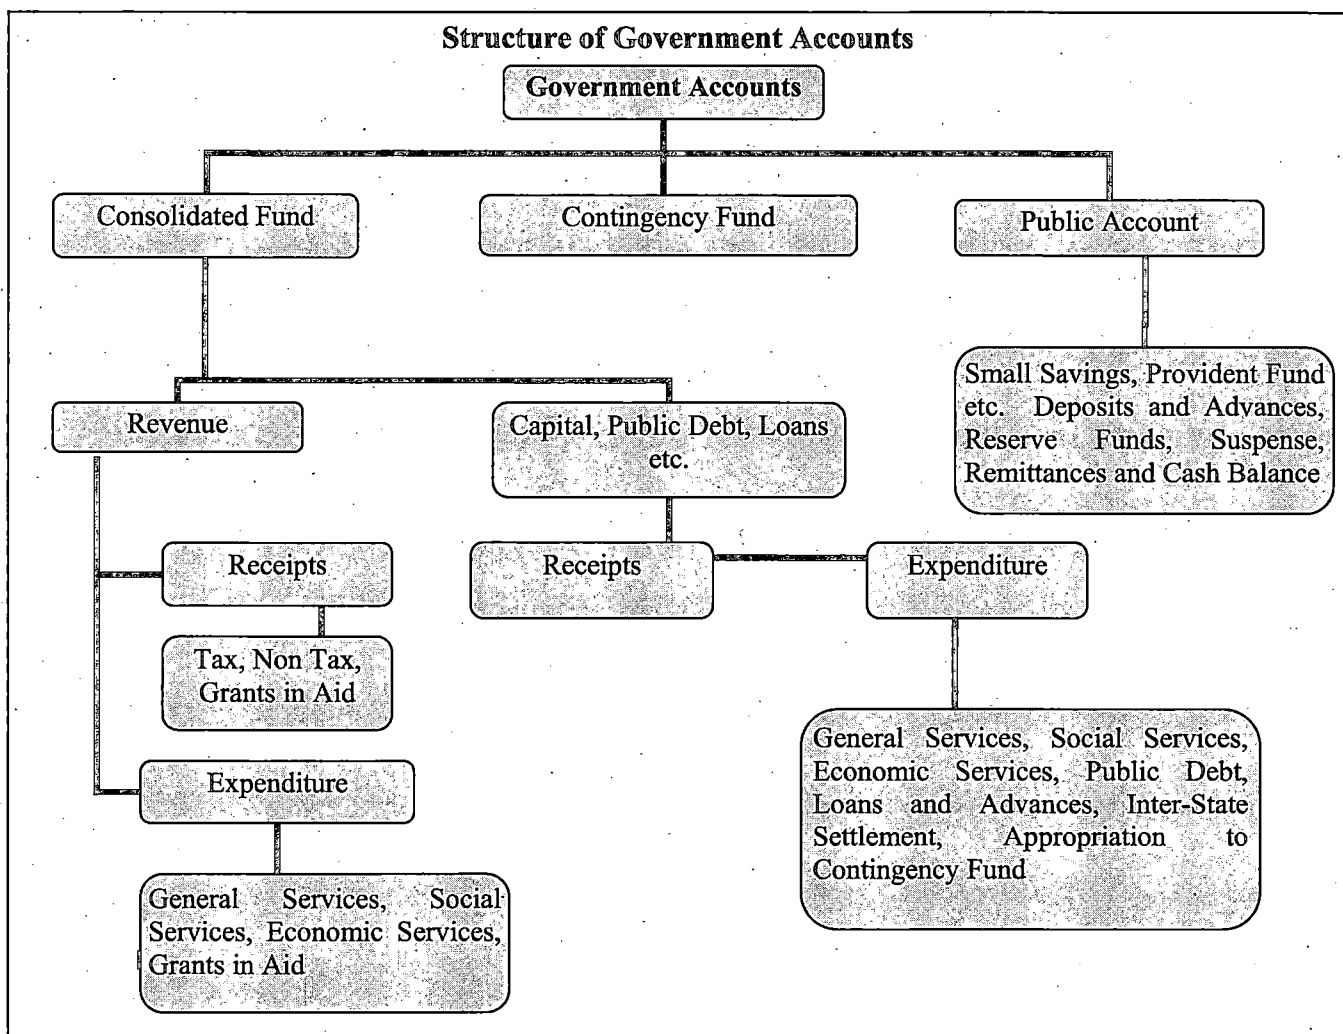 Structure of Government Accounts
Government Accounts
Consolidated Fund
Contingency Fund
Public Account
Small Savings, Provident Fund
etc. Deposits and Advances,
Reserve Funds, Suspense,
Remittances and Cash Balance
Revenue
Capital, Public Debt, Loans
etc.
Receipts
Tax, Non Tax,
Grants in Aid
Receipts
Expenditure
Expenditure
General Services, Social
Services, Economic Services,
Grants in Aid
General Services, Social Services,
Economic Services, Public Debt,
Loans and Advances, Inter-State
Settlement, Appropriation to
Contingency Fund